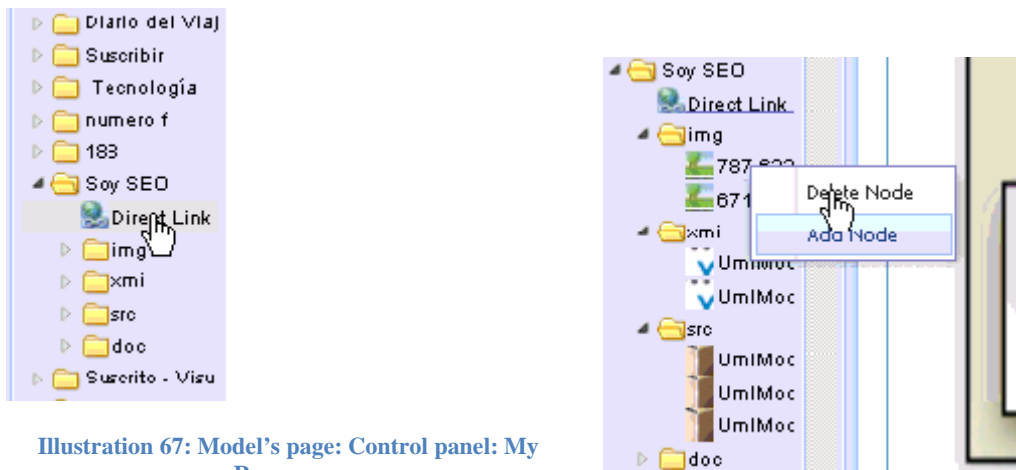 Diario del Viaj
Suscribir
Tecnología
numero f
183
Soy SEO
Direct Link
img
xmi
src
doc
Suscrito - Visu
Illustration 67: Model's page: Control panel: My
Soy SEO
Direct Link
img
787
671
Delete Node
Add Node
xmi
UmlMoc
UmlMoc
src
UmlMoc
UmlMoc
UmlMoc
doc